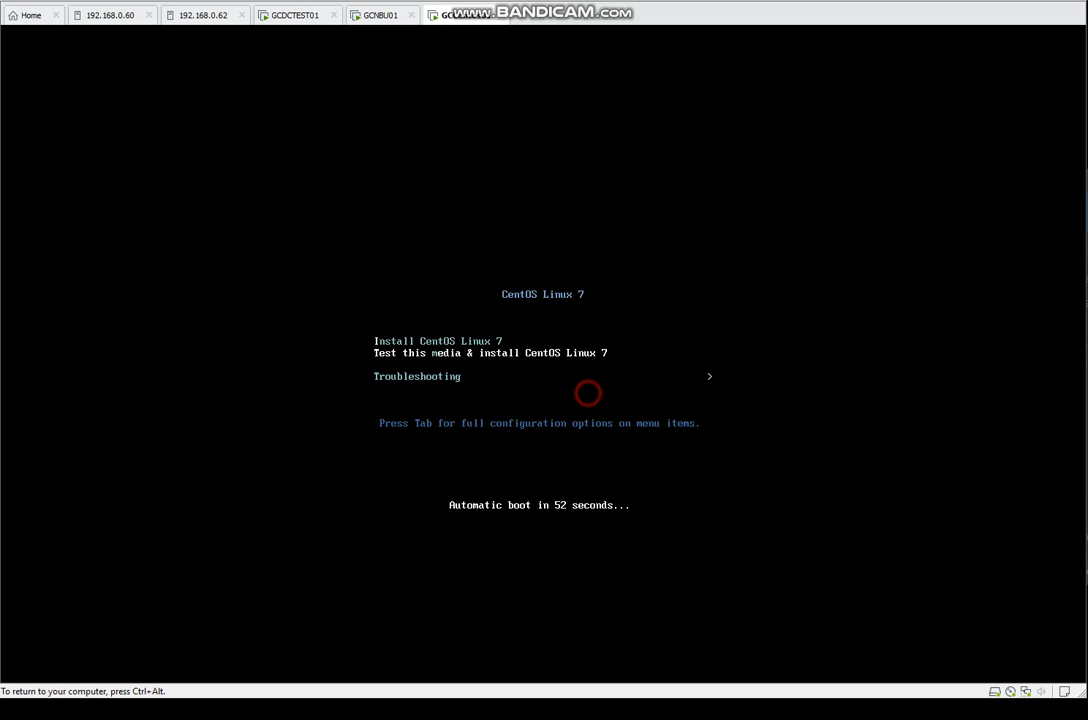 Home
192.168.0.60
192.168.0.62
GCDCTEST01
GCNBU01
www.BANDICAM.com
CentOS Linux 7
Install CentOS Linux 7
Test this media & install CentOS Linux 7
Troubleshooting >
Press Tab for full configuration options on menu items.
Automatic boot in 52 seconds...
To return to your computer, press Ctrl+Alt.